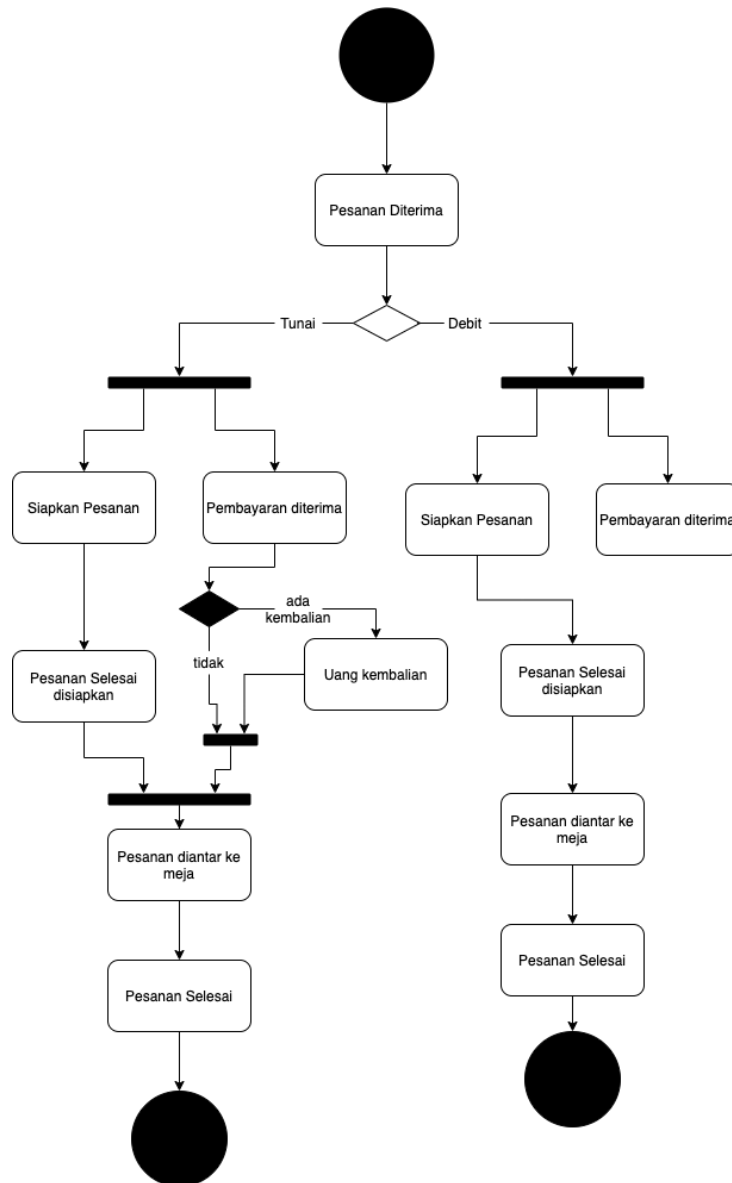 Pesanan Diterima
Tunai
Debit
Siapkan Pesanan
Pembayaran diterima
Siapkan Pesanan
Pembayaran diterima
ada
kembalian
tidak
Uang kembalian
Pesanan Selesai
disiapkan
Pesanan Selesai
disiapkan
Pesanan diantar ke
meja
Pesanan diantar ke
meja
Pesanan Selesai
Pesanan Selesai